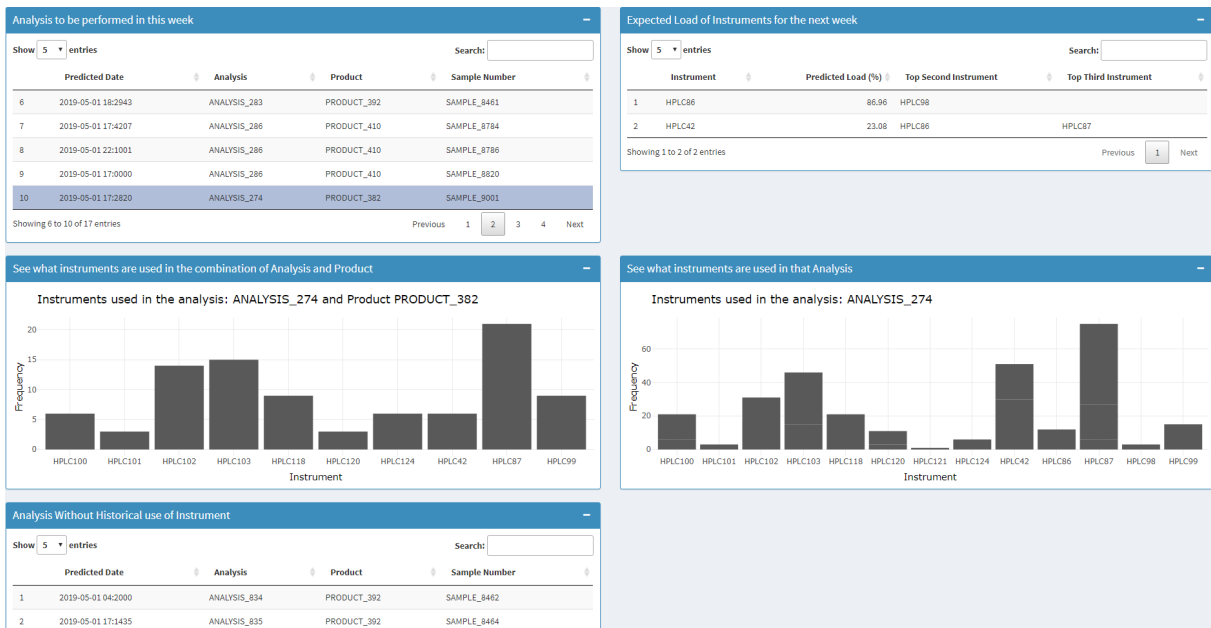 Analysis to be performed in this week
Show 5 entries
Search:
Predicted Date Analysis Product Sample Number
6 2019-05-01 18:2943 ANALYSIS_283 PRODUCT_392 SAMPLE_8461
7 2019-05-01 17:4207 ANALYSIS_286 PRODUCT_410 SAMPLE_8784
8 2019-05-01 22:1001 ANALYSIS_286 PRODUCT_410 SAMPLE_8786
9 2019-05-01 17:0000 ANALYSIS_286 PRODUCT_410 SAMPLE_8820
10 2019-05-01 17:2820 ANALYSIS_274 PRODUCT_382 SAMPLE_9001
Showing 6 to 10 of 17 entries
Previous 1 2 3 4 Next
Expected Load of Instruments for the next week
Show 5 entries
Search:
Instrument Predicted Load (%) Top Second Instrument Top Third Instrument
1 HPLC86 86.96 HPLC98
2 HPLC42 23.08 HPLC86 HPLC87
Showing 1 to 2 of 2 entries
Previous 1 Next
See what instruments are used in the combination of Analysis and Product
Instruments used in the analysis: ANALYSIS_274 and Product PRODUCT_382
Frequency
20
15
10
5
0
HPLC100 HPLC101 HPLC102 HPLC103 HPLC118 HPLC120 HPLC124 HPLC42 HPLC87 HPLC99
Instrument
See what instruments are used in that Analysis
Instruments used in the analysis: ANALYSIS_274
Frequency
60
40
20
0
HPLC100 HPLC101 HPLC102 HPLC103 HPLC118 HPLC120 HPLC121 HPLC124 HPLC42 HPLC86 HPLC87 HPLC98 HPLC99
Instrument
Analysis Without Historical use of Instrument
Show 5 entries
Search:
Predicted Date Analysis Product Sample Number
1 2019-05-01 04:2000 ANALYSIS_834 PRODUCT_392 SAMPLE_8462
2 2019-05-01 17:1435 ANALYSIS_835 PRODUCT_392 SAMPLE_8464